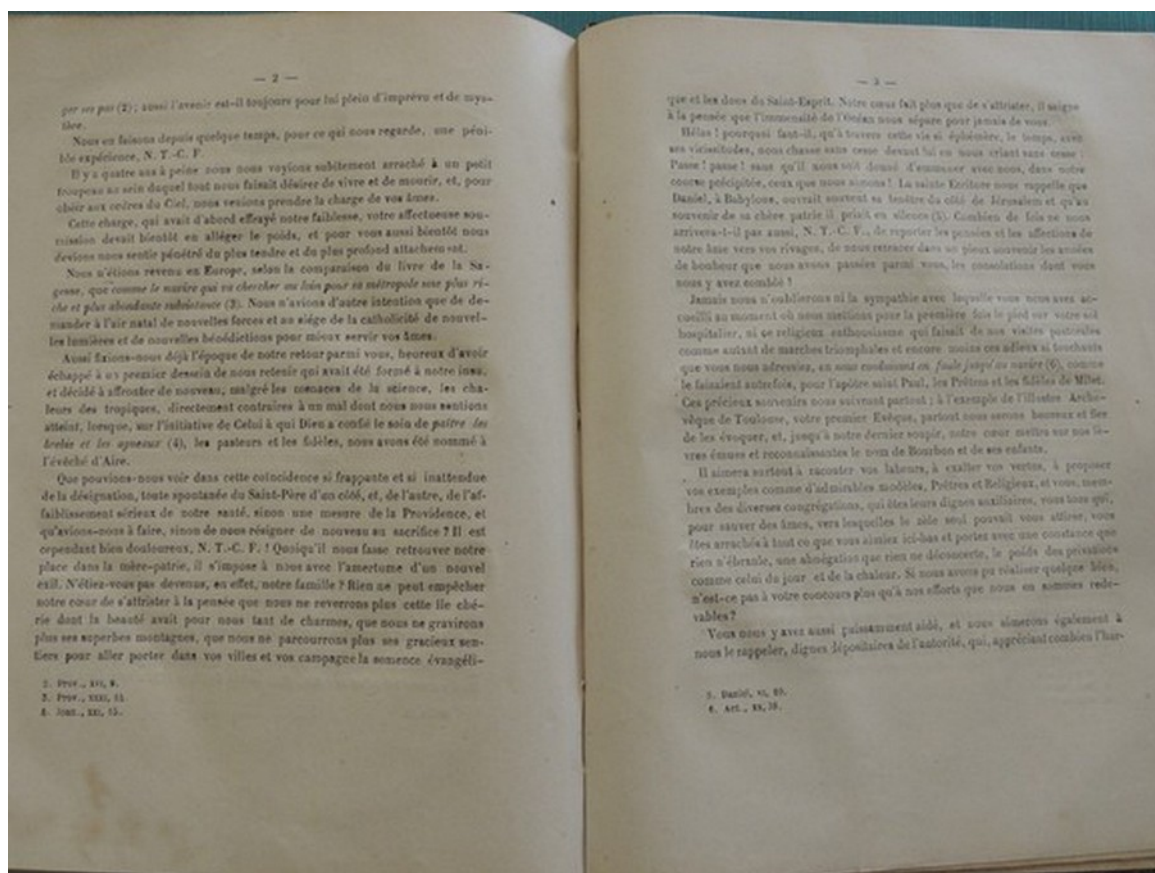 — 2 —
par ses pas (2); aussi l'avenir est-il toujours pour lui plein d'imprévu et de mys-
tère.
Nous en faisons depuis quelque temps, pour ce qui nous regarde, une péni-
ble expérience, N. T.-C. F.
Il y a quatre ans à peine nous nous voyions subitement arraché à un petit
troupeau au sein duquel tout nous faisait désirer de vivre et de mourir, et, pour
obéir aux ordres du Ciel, nous venions prendre la charge de vos âmes.
Cette charge, qui avait d'abord effrayé notre faiblesse, votre affectueuse sou-
mission devait bientôt en alléger le poids, et pour vous aussi bientôt nous
devions nous sentir pénétré du plus tendre et du plus profond attachement.
Nous n'étions revenu en Europe, selon la comparaison du livre de la Sa-
gesse, que comme le navire qui va chercher au loin pour sa métropole une plus ri-
che et plus abondante subsistance (3). Nous n'avions d'autre intention que de de-
mander à l'air natal de nouvelles forces et au siége de la catholicité de nouvel-
les lumières et de nouvelles bénédictions pour mieux servir vos âmes.
Aussi fixions-nous déjà l'époque de notre retour parmi vous, heureux d'avoir
échappé à un premier dessein de nous retenir qui avait été formé à notre insu,
et décidé à affronter de nouveau, malgré les menaces de la science, les cha-
leurs des tropiques, directement contraires à un mal dont nous nous sentions
atteint, lorsque, sur l'initiative de Celui à qui Dieu a confié le soin de paître les
brebis et les agneaux (4), les pasteurs et les fidèles, nous avons été nommé à
l'évêché d'Aire.
Que pouvions-nous voir dans cette coïncidence si frappante et si inattendue
de la désignation, toute spontanée du Saint-Père d'un côté, et, de l'autre, de l'af-
faiblissement sérieux de notre santé, sinon une mesure de la Providence, et
qu'avions-nous à faire, sinon de nous résigner de nouveau au sacrifice ? Il est
cependant bien douloureux, N. T.-C. F. ! Quoiqu'il nous fasse retrouver notre
place dans la mère-patrie, il s'impose à nous avec l'amertume d'un nouvel
exil. N'étiez-vous pas devenus, en effet, notre famille ? Rien ne peut empêcher
notre cœur de s'attrister à la pensée que nous ne reverrons plus cette île ché-
rie dont la beauté avait pour nous tant de charmes, que nous ne gravirons
plus ses superbes montagnes, que nous ne parcourrons plus ses gracieux sen-
tiers pour aller porter dans vos villes et vos campagne la semence évangéli-
2. Prov., XVI, 9.
3. Prov., XXXI, 14.
4. Joan., XXI, 15.
— 3 —
que et les dons du Saint-Esprit. Notre cœur fait plus que de s'attrister, il saigne
à la pensée que l'immensité de l'Océan nous sépare pour jamais de vous.
Hélas ! pourquoi faut-il, qu'à travers cette vie si éphémère, le temps, avec
ses vicissitudes, nous chasse sans cesse devant lui en nous criant sans cesse :
Passe ! passe ! sans qu'il nous soit donné d'emmener avec nous, dans notre
course précipitée, ceux que nous aimons ! La sainte Ecriture nous rappelle que
Daniel, à Babylone, ouvrait souvent sa fenêtre du côté de Jérusalem et qu'au
souvenir de sa chère patrie il priait en silence (5). Combien de fois ne nous
arrivera-t-il pas aussi, N. T.-C. F., de reporter les pensées et les affections de
notre âme vers vos rivages, de nous retracer dans un pieux souvenir les années
de bonheur que nous avons passées parmi vous, les consolations dont vous
nous y avez comblé !
Jamais nous n'oublierons ni la sympathie avec laquelle vous nous avez ac-
cueilli au moment où nous mettions pour la première fois le pied sur votre sol
hospitalier, ni ce religieux enthousiasme qui faisait de nos visites pastorales
comme autant de marches triomphales et encore moins ces adieux si touchants
que vous nous adressiez, en nous conduisant en foule jusqu'au navire (6), comme
le faisaient autrefois, pour l'apôtre saint Paul, les Prêtres et les fidèles de Milet.
Ces précieux souvenirs nous suivront partout ; à l'exemple de l'illustre Arche-
vêque de Toulouse, votre premier Evêque, partout nous serons heureux et fier
de les évoquer, et, jusqu'à notre dernier soupir, notre cœur mettra sur nos lè-
vres émues et reconnaissantes le nom de Bourbon et de ses enfants.
Il aimera surtout à raconter vos labeurs, à exalter vos vertus, à proposer
vos exemples comme d'admirables modèles, Prêtres et Religieux, et vous, mem-
bres des diverses congrégations, qui êtes leurs dignes auxiliaires, vous tous qui,
pour sauver des âmes, vers lesquelles le zèle seul pouvait vous attirer, vous
êtes arrachés à tout ce que vous aimiez ici-bas et portez avec une constance que
rien n'ébranle, une abnégation que rien ne déconcerte, le poids des privations
comme celui du jour et de la chaleur. Si nous avons pu réaliser quelque bien,
n'est-ce pas à votre concours plus qu'à nos efforts que nous en sommes rede-
vables ?
Vous nous y avez aussi puissamment aidé, et nous aimerons également à
nous le rappeler, dignes dépositaires de l'autorité, qui, appréciant combien l'har-
5. Daniel, VI, 10.
6. Act., XX, 38.